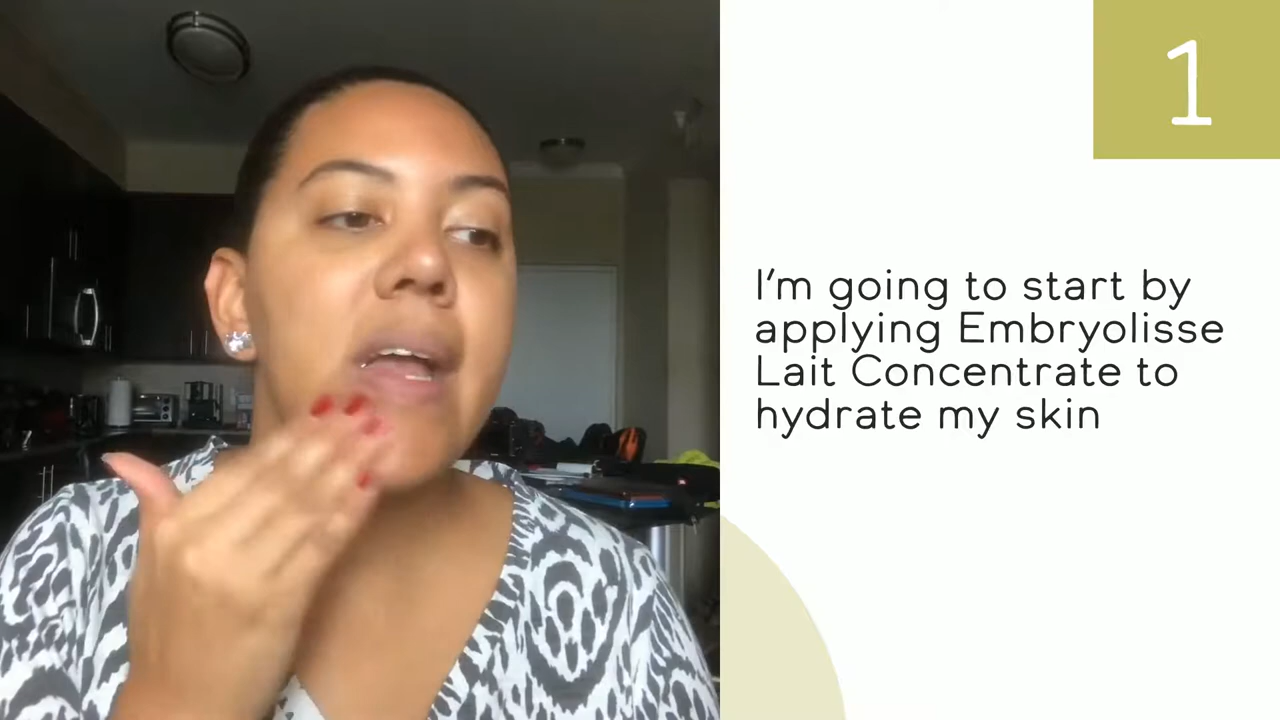 1
I'm going to start by
applying Embryolisse
Lait Concentrate to
hydrate my skin